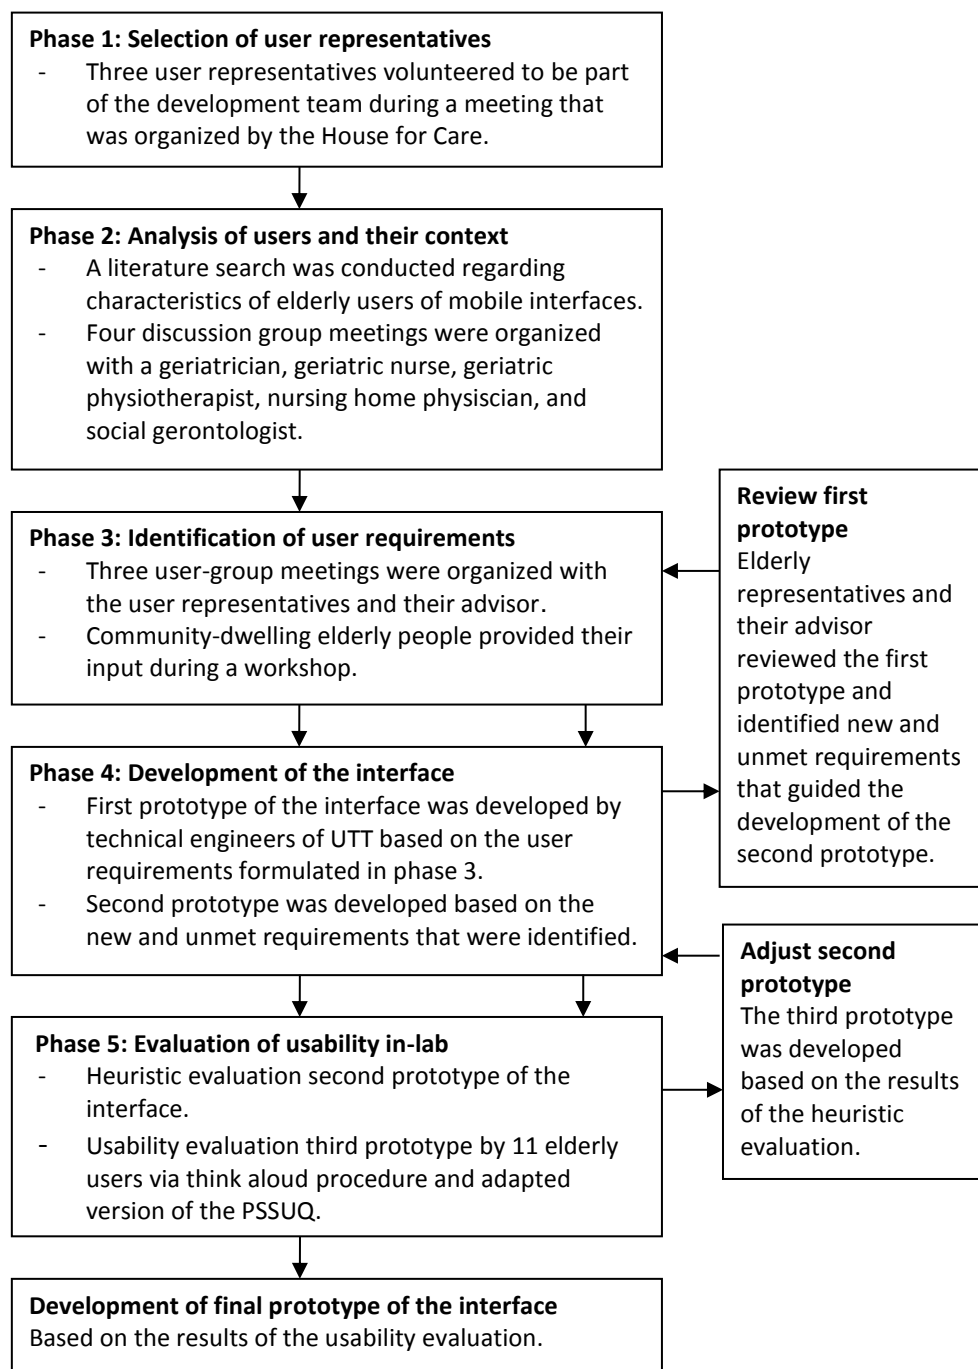 Phase 1: Selection of user representatives
- Three user representatives volunteered to be part
of the development team during a meeting that
was organized by the House for Care.
Phase 2: Analysis of users and their context
- A literature search was conducted regarding
characteristics of elderly users of mobile interfaces.
- Four discussion group meetings were organized
with a geriatrician, geriatric nurse, geriatric
physiotherapist, nursing home physiscian, and
social gerontologist.
Phase 3: Identification of user requirements
- Three user-group meetings were organized with
the user representatives and their advisor.
- Community-dwelling elderly people provided their
input during a workshop.
Review first
prototype
Elderly
representatives and
their advisor
reviewed the first
prototype and
identified new and
unmet requirements
that guided the
development of the
second prototype.
Phase 4: Development of the interface
- First prototype of the interface was developed by
technical engineers of UTT based on the user
requirements formulated in phase 3.
- Second prototype was developed based on the
new and unmet requirements that were identified.
Adjust second
prototype
The third prototype
was developed
based on the results
of the heuristic
evaluation.
Phase 5: Evaluation of usability in-lab
- Heuristic evaluation second prototype of the
interface.
- Usability evaluation third prototype by 11 elderly
users via think aloud procedure and adapted
version of the PSSUQ.
Development of final prototype of the interface
Based on the results of the usability evaluation.